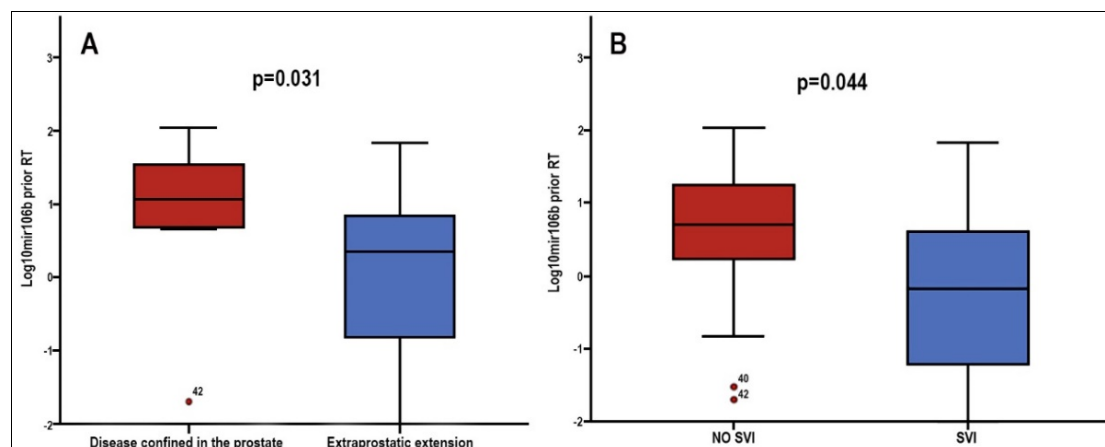 A
p=0.031
Log10mir106b prior RT
3
2
1
0
-1
-2
42
Disease confined in the prostate
Extraprostatic extension
B
p=0.044
Log10mir106b prior RT
3
2
1
0
-1
-2
40
42
NO SVI
SVI